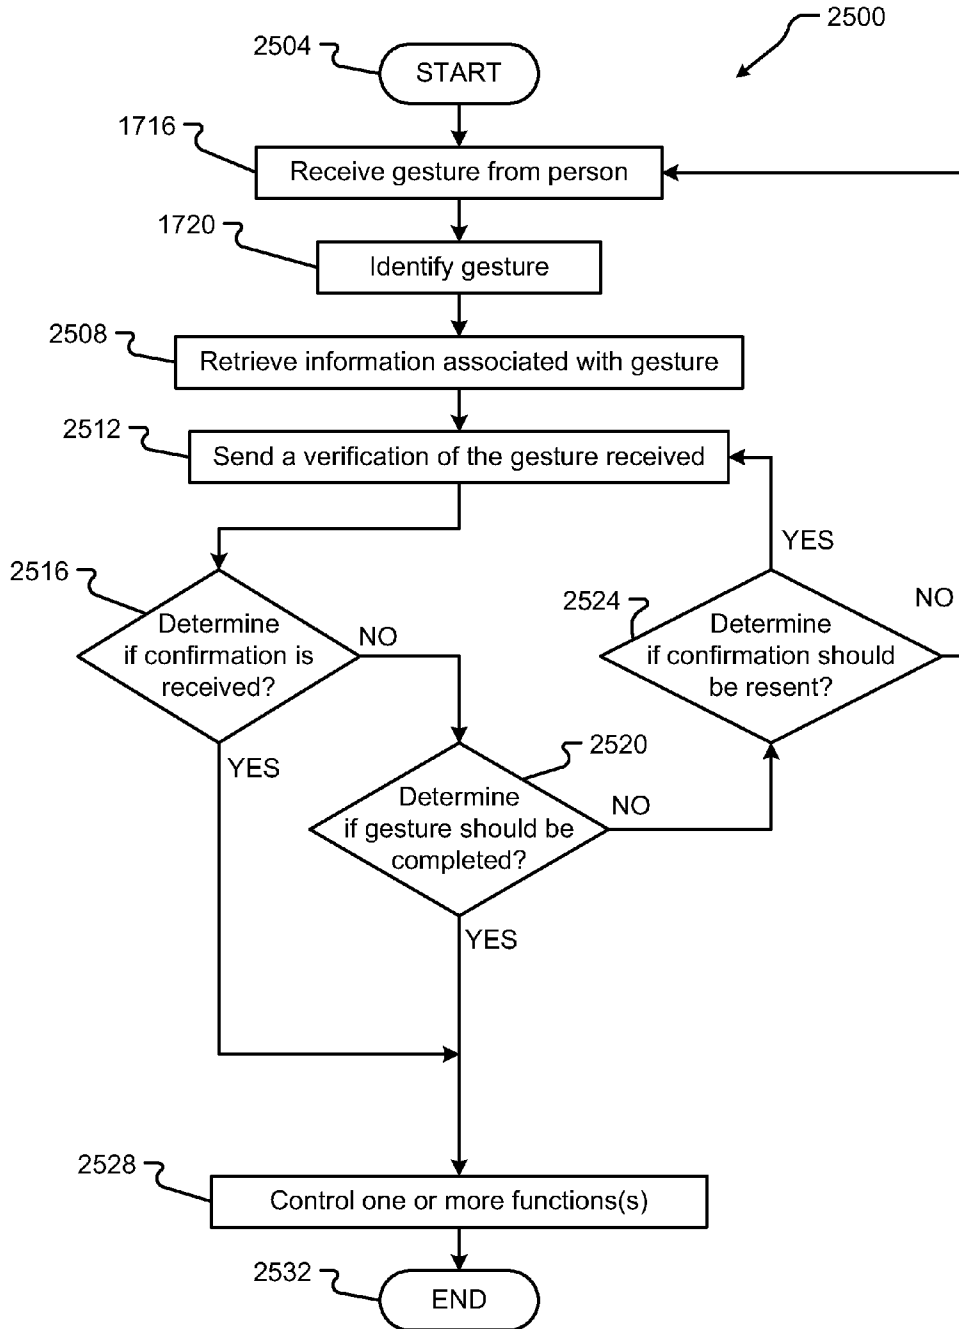 2500
2504
START
1716
Receive gesture from person
1720
Identify gesture
2508
Retrieve information associated with gesture
2512
Send a verification of the gesture received
YES
2516
Determine
if confirmation is
received?
NO
2524
Determine
if confirmation should
be resent?
NO
YES
2520
Determine
if gesture should be
completed?
NO
YES
2528
Control one or more functions(s)
2532
END